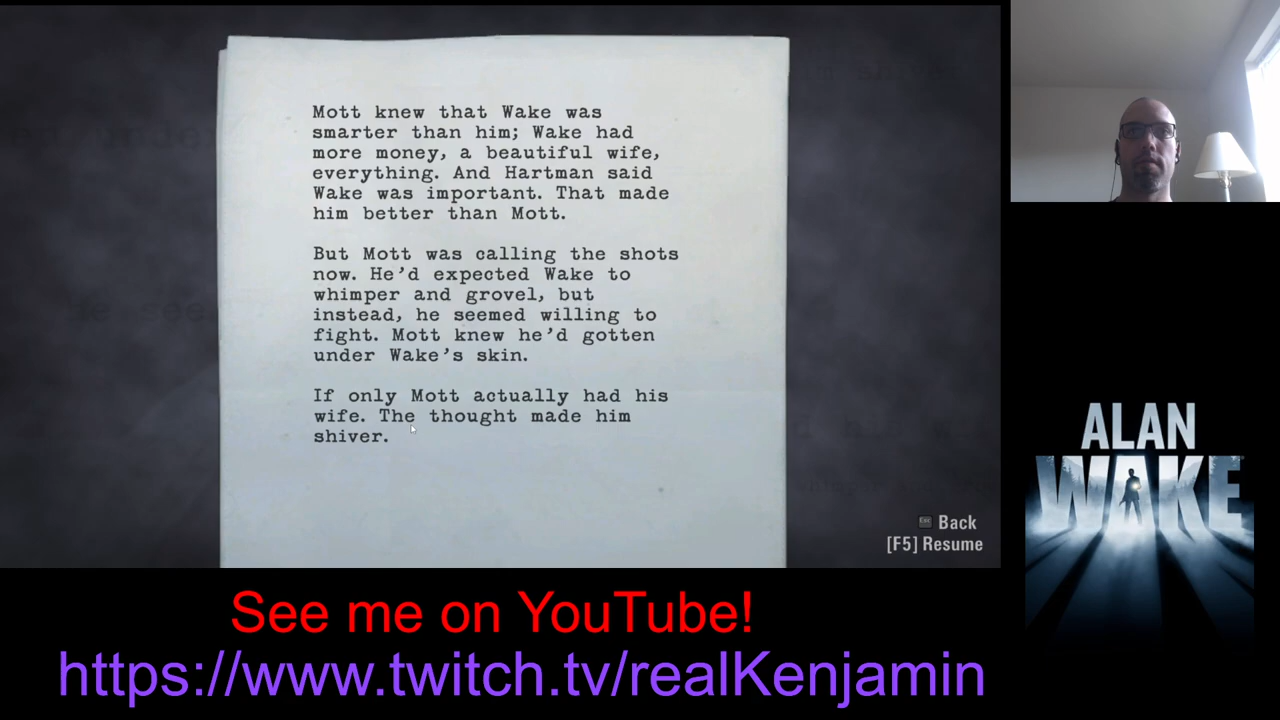 Mott knew that Wake was
smarter than him; Wake had
more money, a beautiful wife,
everything. And Hartman said
Wake was important. That made
him better than Mott.
But Mott was calling the shots
now. He’d expected Wake to
whimper and grovel, but
instead, he seemed willing to
fight. Mott knew he’d gotten
under Wake’s skin.
If only Mott actually had his
wife. The thought made him
shiver.
Esc Back
[F5] Resume
ALAN
WAKE
See me on YouTube!
https://www.twitch.tv/realKenjamin